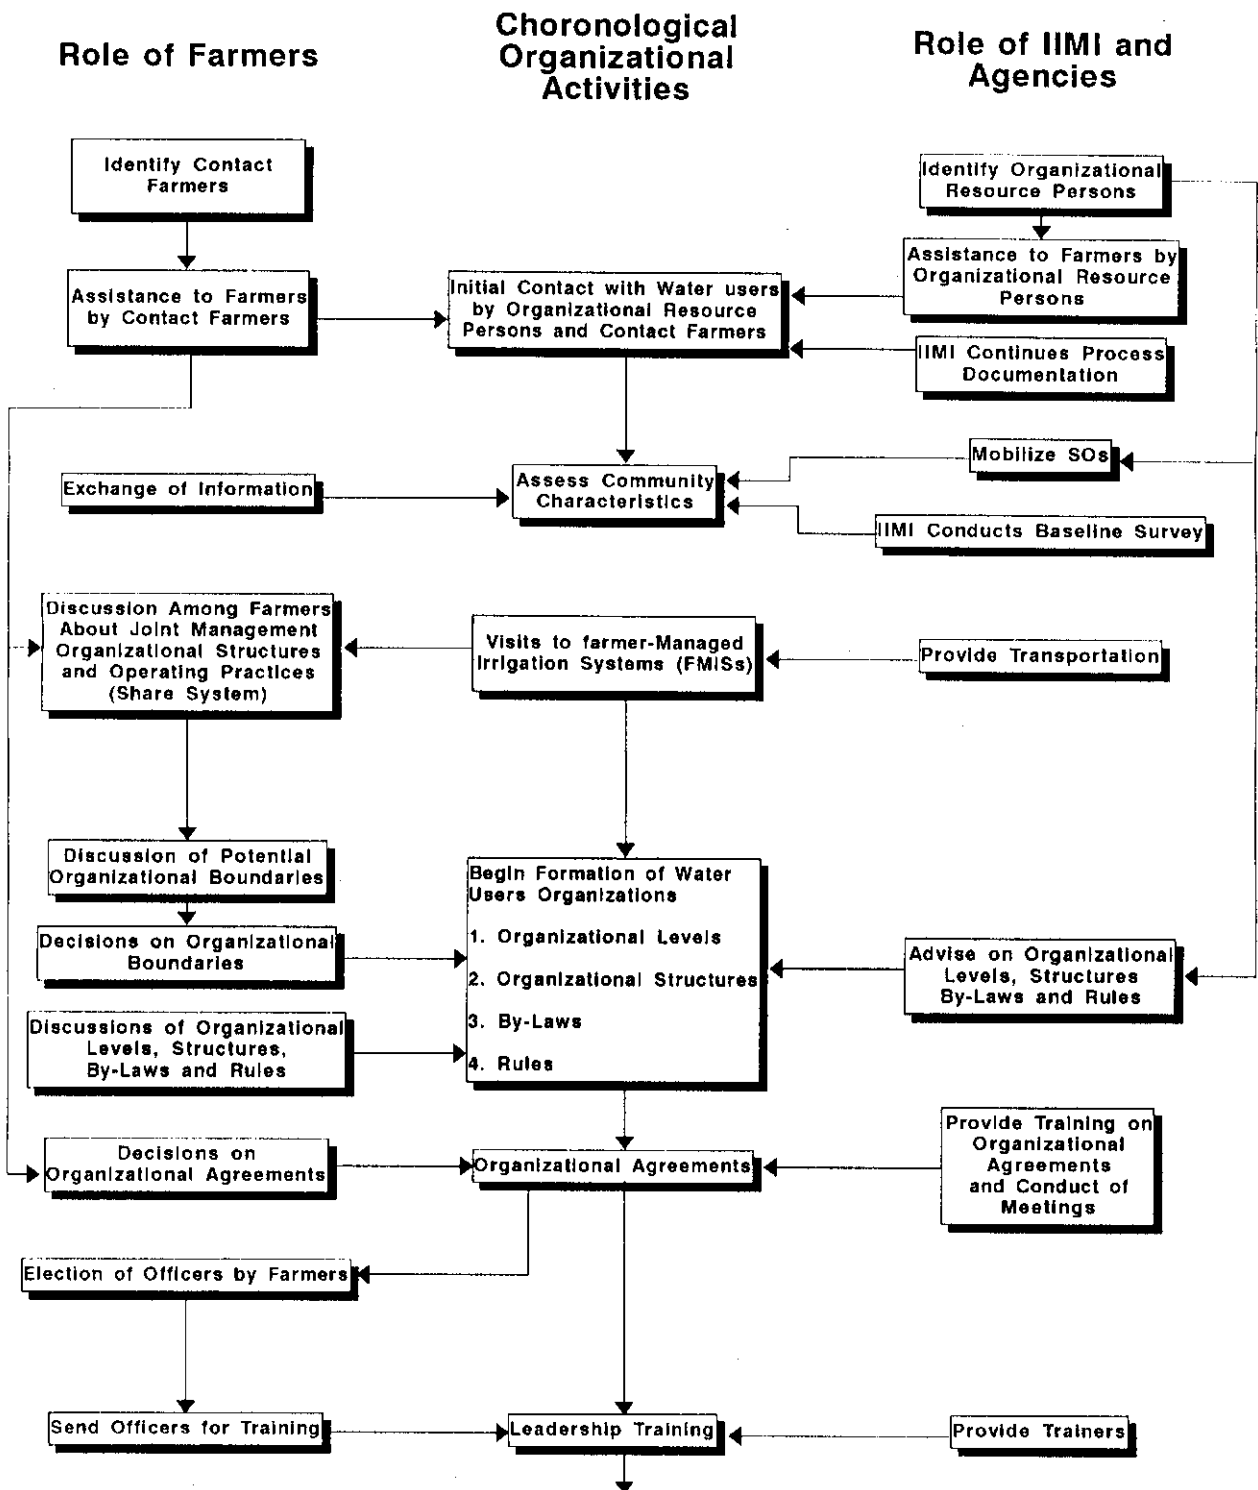 Role of Farmers
Choronological
Organizational
Activities
Role of IIMI and
Agencies
Identify Contact
Farmers
Identify Organizational
Resource Persons
Assistance to Farmers
by Contact Farmers
Initial Contact with Water users
by Organizational Resource
Persons and Contact Farmers
Assistance to Farmers by
Organizational Resource
Persons
IIMI Continues Process
Documentation
Exchange of Information
Assess Community
Characteristics
Mobilize SOs
IIMI Conducts Baseline Survey
Discussion Among Farmers
About Joint Management
Organizational Structures
and Operating Practices
(Share System)
Visits to farmer-Managed
Irrigation Systems (FMISs)
Provide Transportation
Discussion of Potential
Organizational Boundaries
Decisions on Organizational
Boundaries
Discussions of Organizational
Levels, Structures,
By-Laws and Rules
Begin Formation of Water
Users Organizations
1. Organizational Levels
2. Organizational Structures
3. By-Laws
4. Rules
Advise on Organizational
Levels, Structures
By-Laws and Rules
Decisions on
Organizational Agreements
Organizational Agreements
Provide Training on
Organizational
Agreements
and Conduct of
Meetings
Election of Officers by Farmers
Send Officers for Training
Leadership Training
Provide Trainers